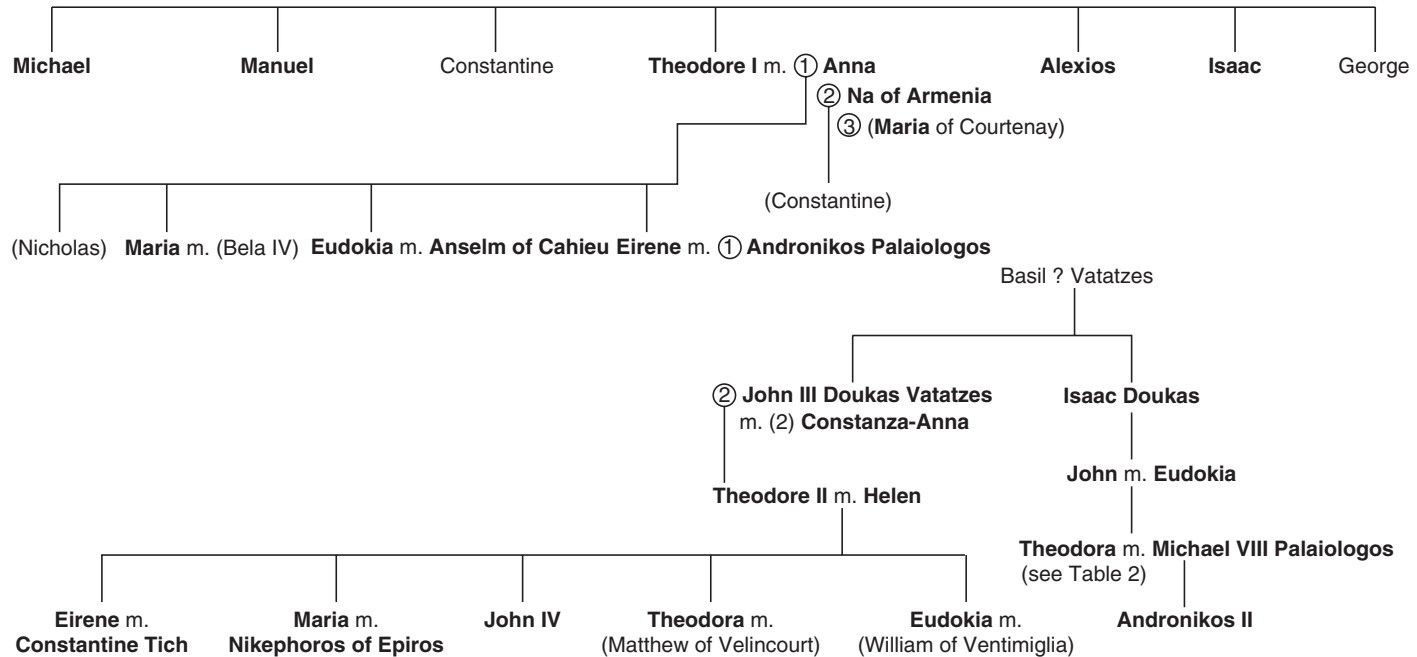 Michael Manuel Constantine Theodore I m. ① Anna Alexios Isaac George
② Na of Armenia
③ (Maria of Courtenay)
(Constantine)
(Nicholas) Maria m. (Bela IV) Eudokia m. Anselm of Cahieu Eirene m. ① Andronikos Palaiologos
Basil ? Vatatzes
② John III Doukas Vatatzes Isaac Doukas
m. (2) Constanza-Anna
John m. Eudokia
Theodore II m. Helen
Theodora m. Michael VIII Palaiologos
(see Table 2)
Eirene m. Maria m. John IV Theodora m. Eudokia m. Andronikos II
Constantine Tich Nikephoros of Epiros (Matthew of Velincourt) (William of Ventimiglia)